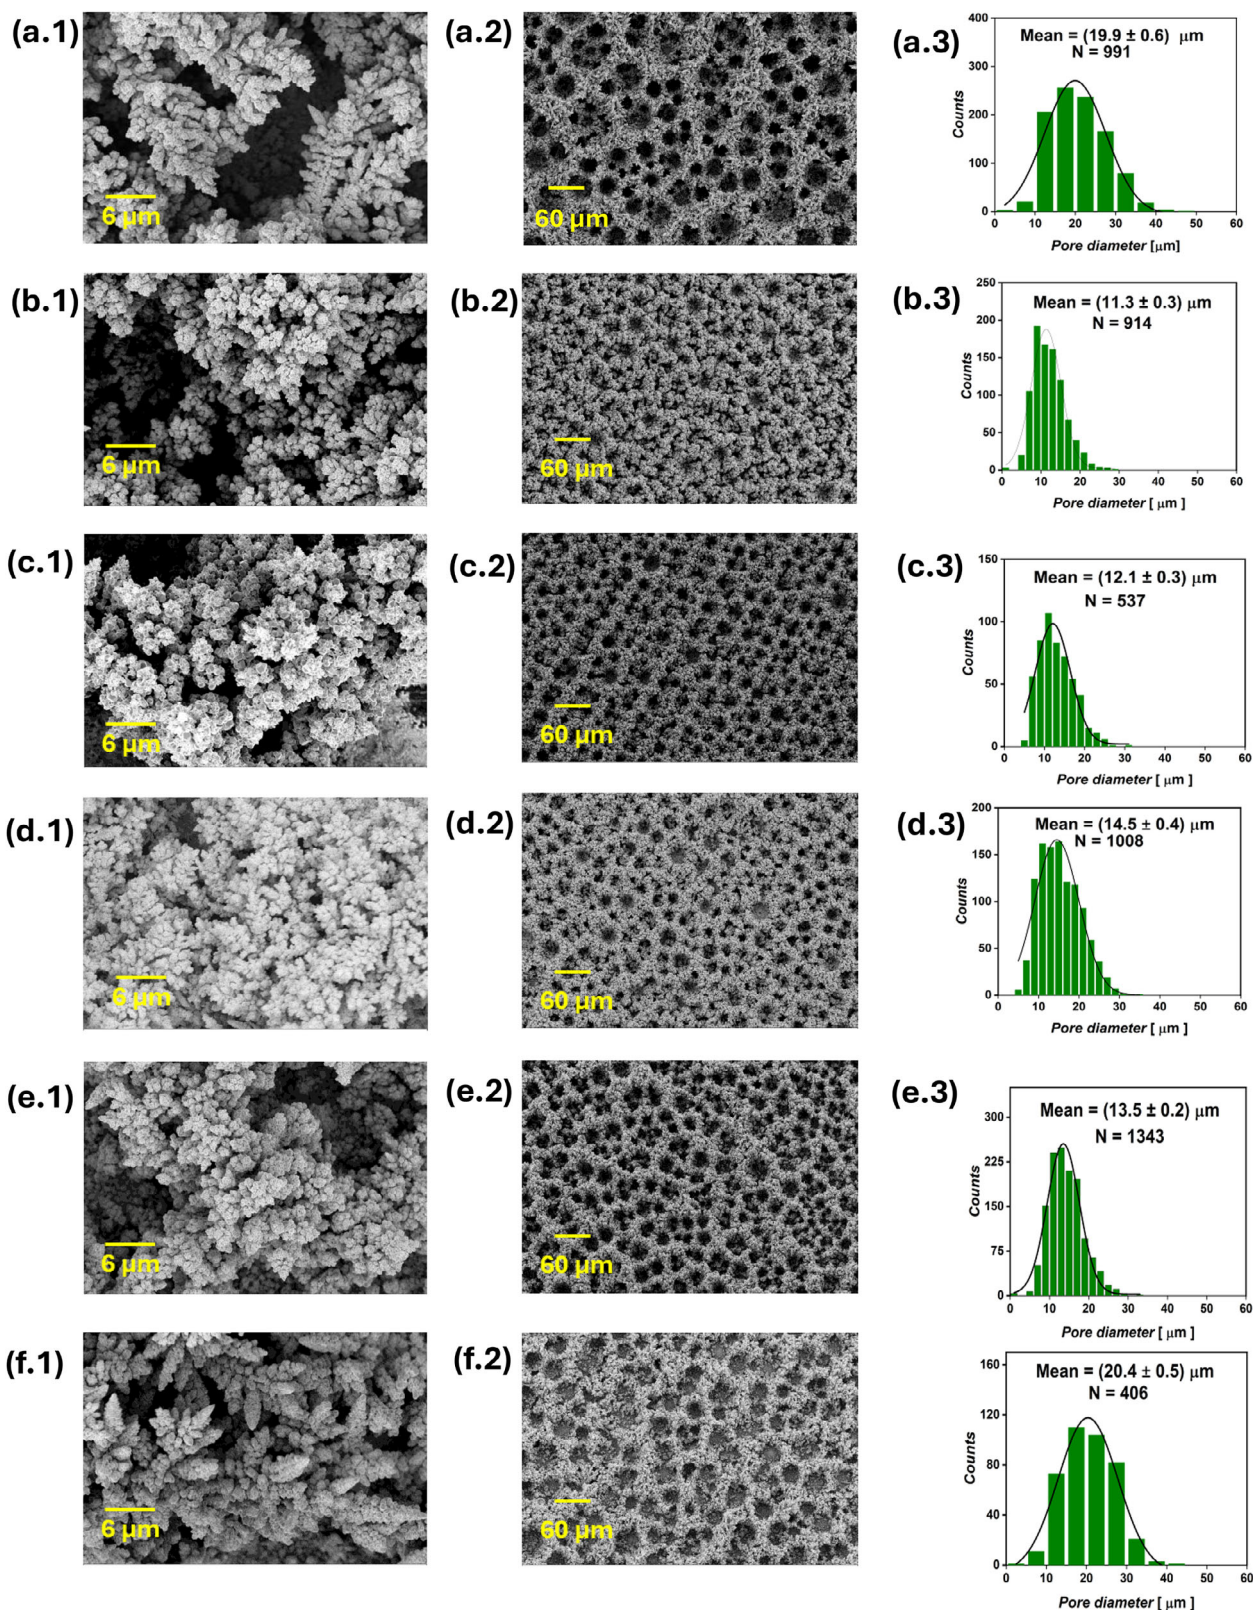 (a.1)
6 µm
(a.2)
60 µm
(a.3)
400
300
200
100
0
Counts
Mean = (19.9 ± 0.6) µm
N = 991
0 10 20 30 40 50 60
Pore diameter [µm]
(b.1)
6 µm
(b.2)
60 µm
(b.3)
250
200
150
100
50
0
Counts
Mean = (11.3 ± 0.3) µm
N = 914
0 10 20 30 40 50 60
Pore diameter [ µm ]
(c.1)
6 µm
(c.2)
60 µm
(c.3)
150
100
50
0
Counts
Mean = (12.1 ± 0.3) µm
N = 537
0 10 20 30 40 50 60
Pore diameter [ µm ]
(d.1)
6 µm
(d.2)
60 µm
(d.3)
200
150
100
50
0
Counts
Mean = (14.5 ± 0.4) µm
N = 1008
0 10 20 30 40 50 60
Pore diameter [ µm ]
(e.1)
6 µm
(e.2)
60 µm
(e.3)
300
225
150
75
0
Counts
Mean = (13.5 ± 0.2) µm
N = 1343
0 10 20 30 40 50 60
Pore diameter [ µm ]
(f.1)
6 µm
(f.2)
60 µm
160
120
80
40
0
Counts
Mean = (20.4 ± 0.5) µm
N = 406
0 10 20 30 40 50 60
Pore diameter [ µm ]